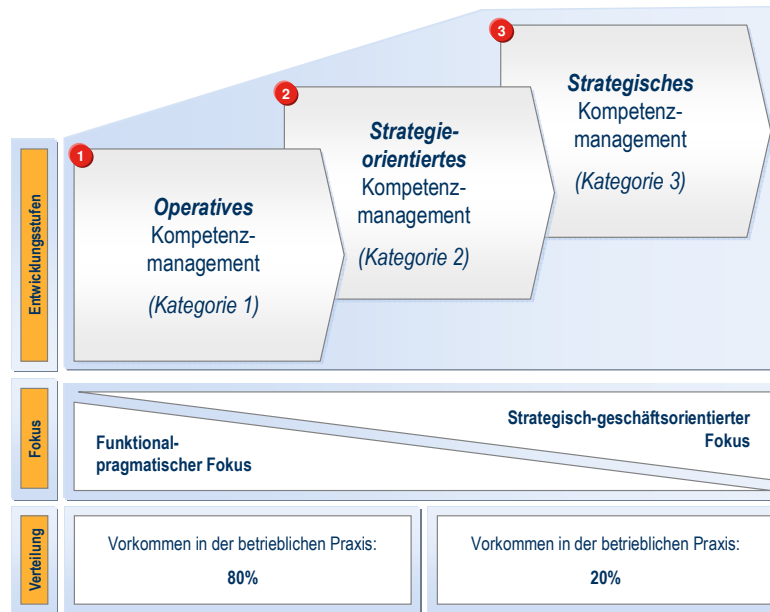 3
Strategisches
Kompetenz-
management
(Kategorie 3)
2
Strategie-
orientiertes
Kompetenz-
management
(Kategorie 2)
1
Operatives
Kompetenz-
management
(Kategorie 1)
Entwicklungsstufen
Fokus
Strategisch-geschäftsorientierter
Fokus
Funktional-
pragmatischer Fokus
Verteilung
Vorkommen in der betrieblichen Praxis:
80%
Vorkommen in der betrieblichen Praxis:
20%